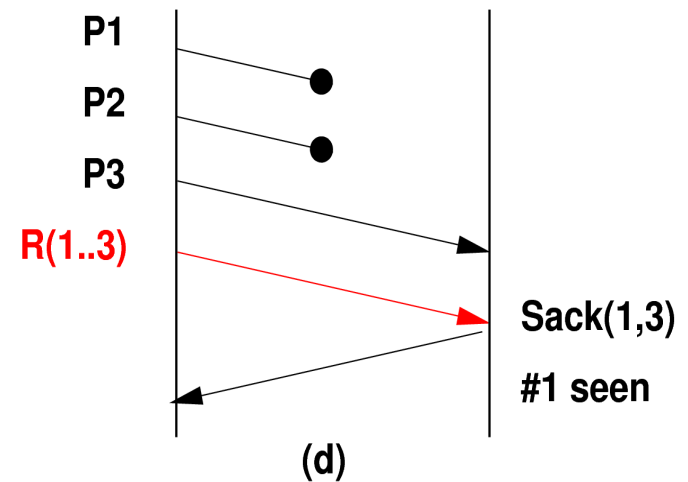 P1
P2
P3
R(1..3)
Sack(1,3)
#1 seen
(d)